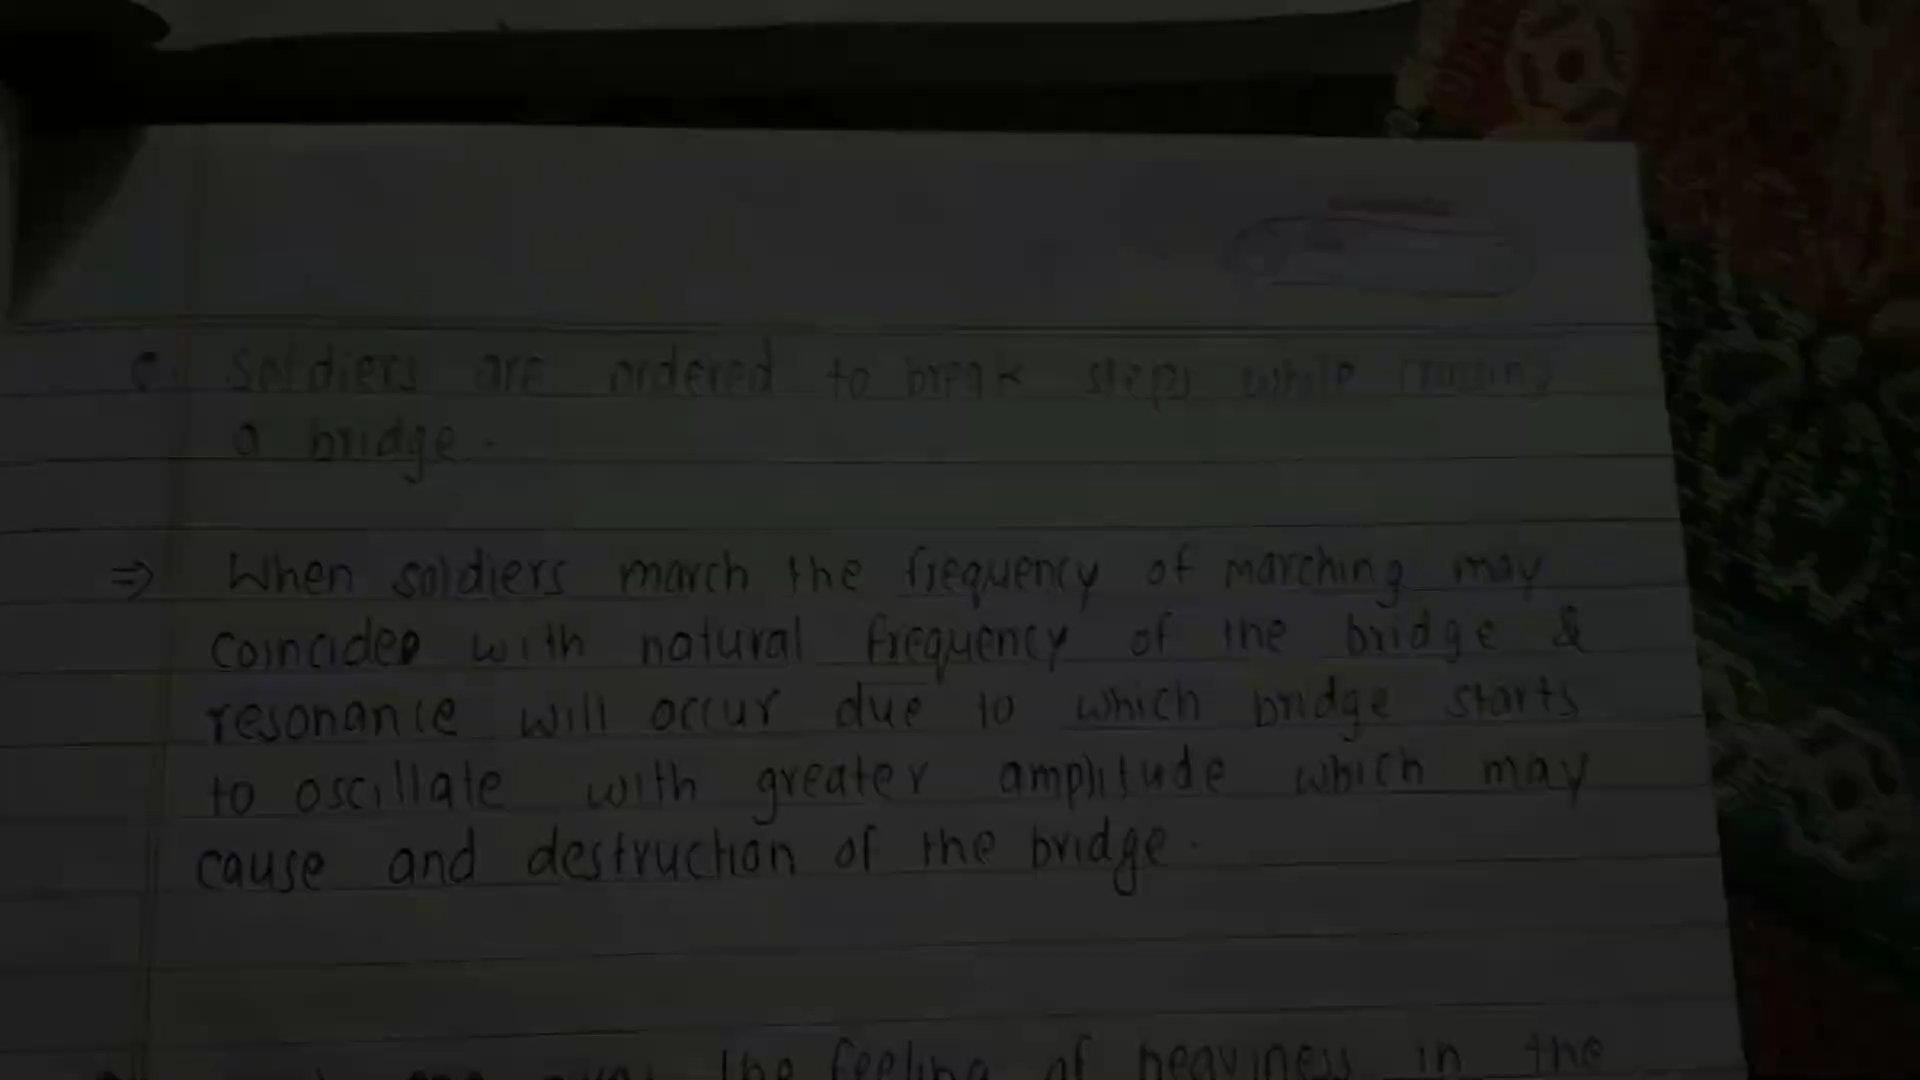 c. Soldiers are ordered to break steps while crossing
a bridge.
⇒ When soldiers march the frequency of marching may
coincides with natural frequency of the bridge &
resonance will occur due to which bridge starts
to oscillate with greater amplitude which may
cause and destruction of the bridge.
the feeling of heaviness in the